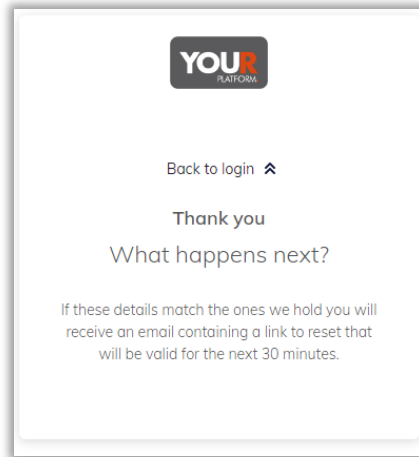 YOUR
PLATFORM
Back to login
Thank you
What happens next?
If these details match the ones we hold you will
receive an email containing a link to reset that
will be valid for the next 30 minutes.